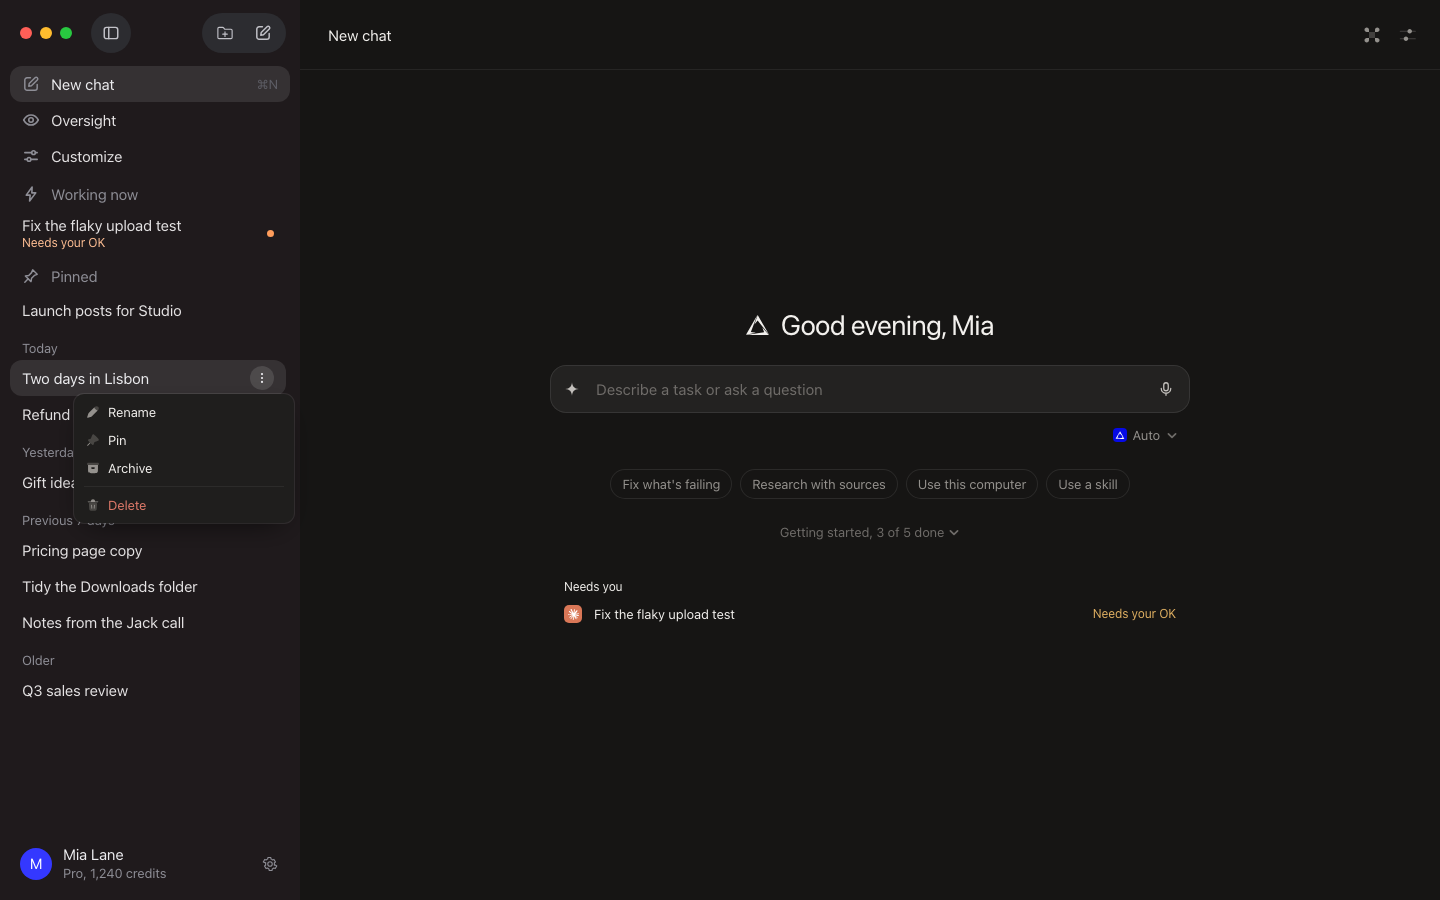 New chat
New chat ⌘N
Oversight
Customize
Working now
Fix the flaky upload test
Needs your OK
Pinned
Launch posts for Studio
Today
Two days in Lisbon
Rename
Refund
Pin
Yesterda
Archive
Gift idea
Delete
Previous 7 days
Pricing page copy
Tidy the Downloads folder
Notes from the Jack call
Older
Q3 sales review
M
Mia Lane
Pro, 1,240 credits
Good evening, Mia
Describe a task or ask a question
Auto
Fix what's failing
Research with sources
Use this computer
Use a skill
Getting started, 3 of 5 done
Needs you
Fix the flaky upload test
Needs your OK